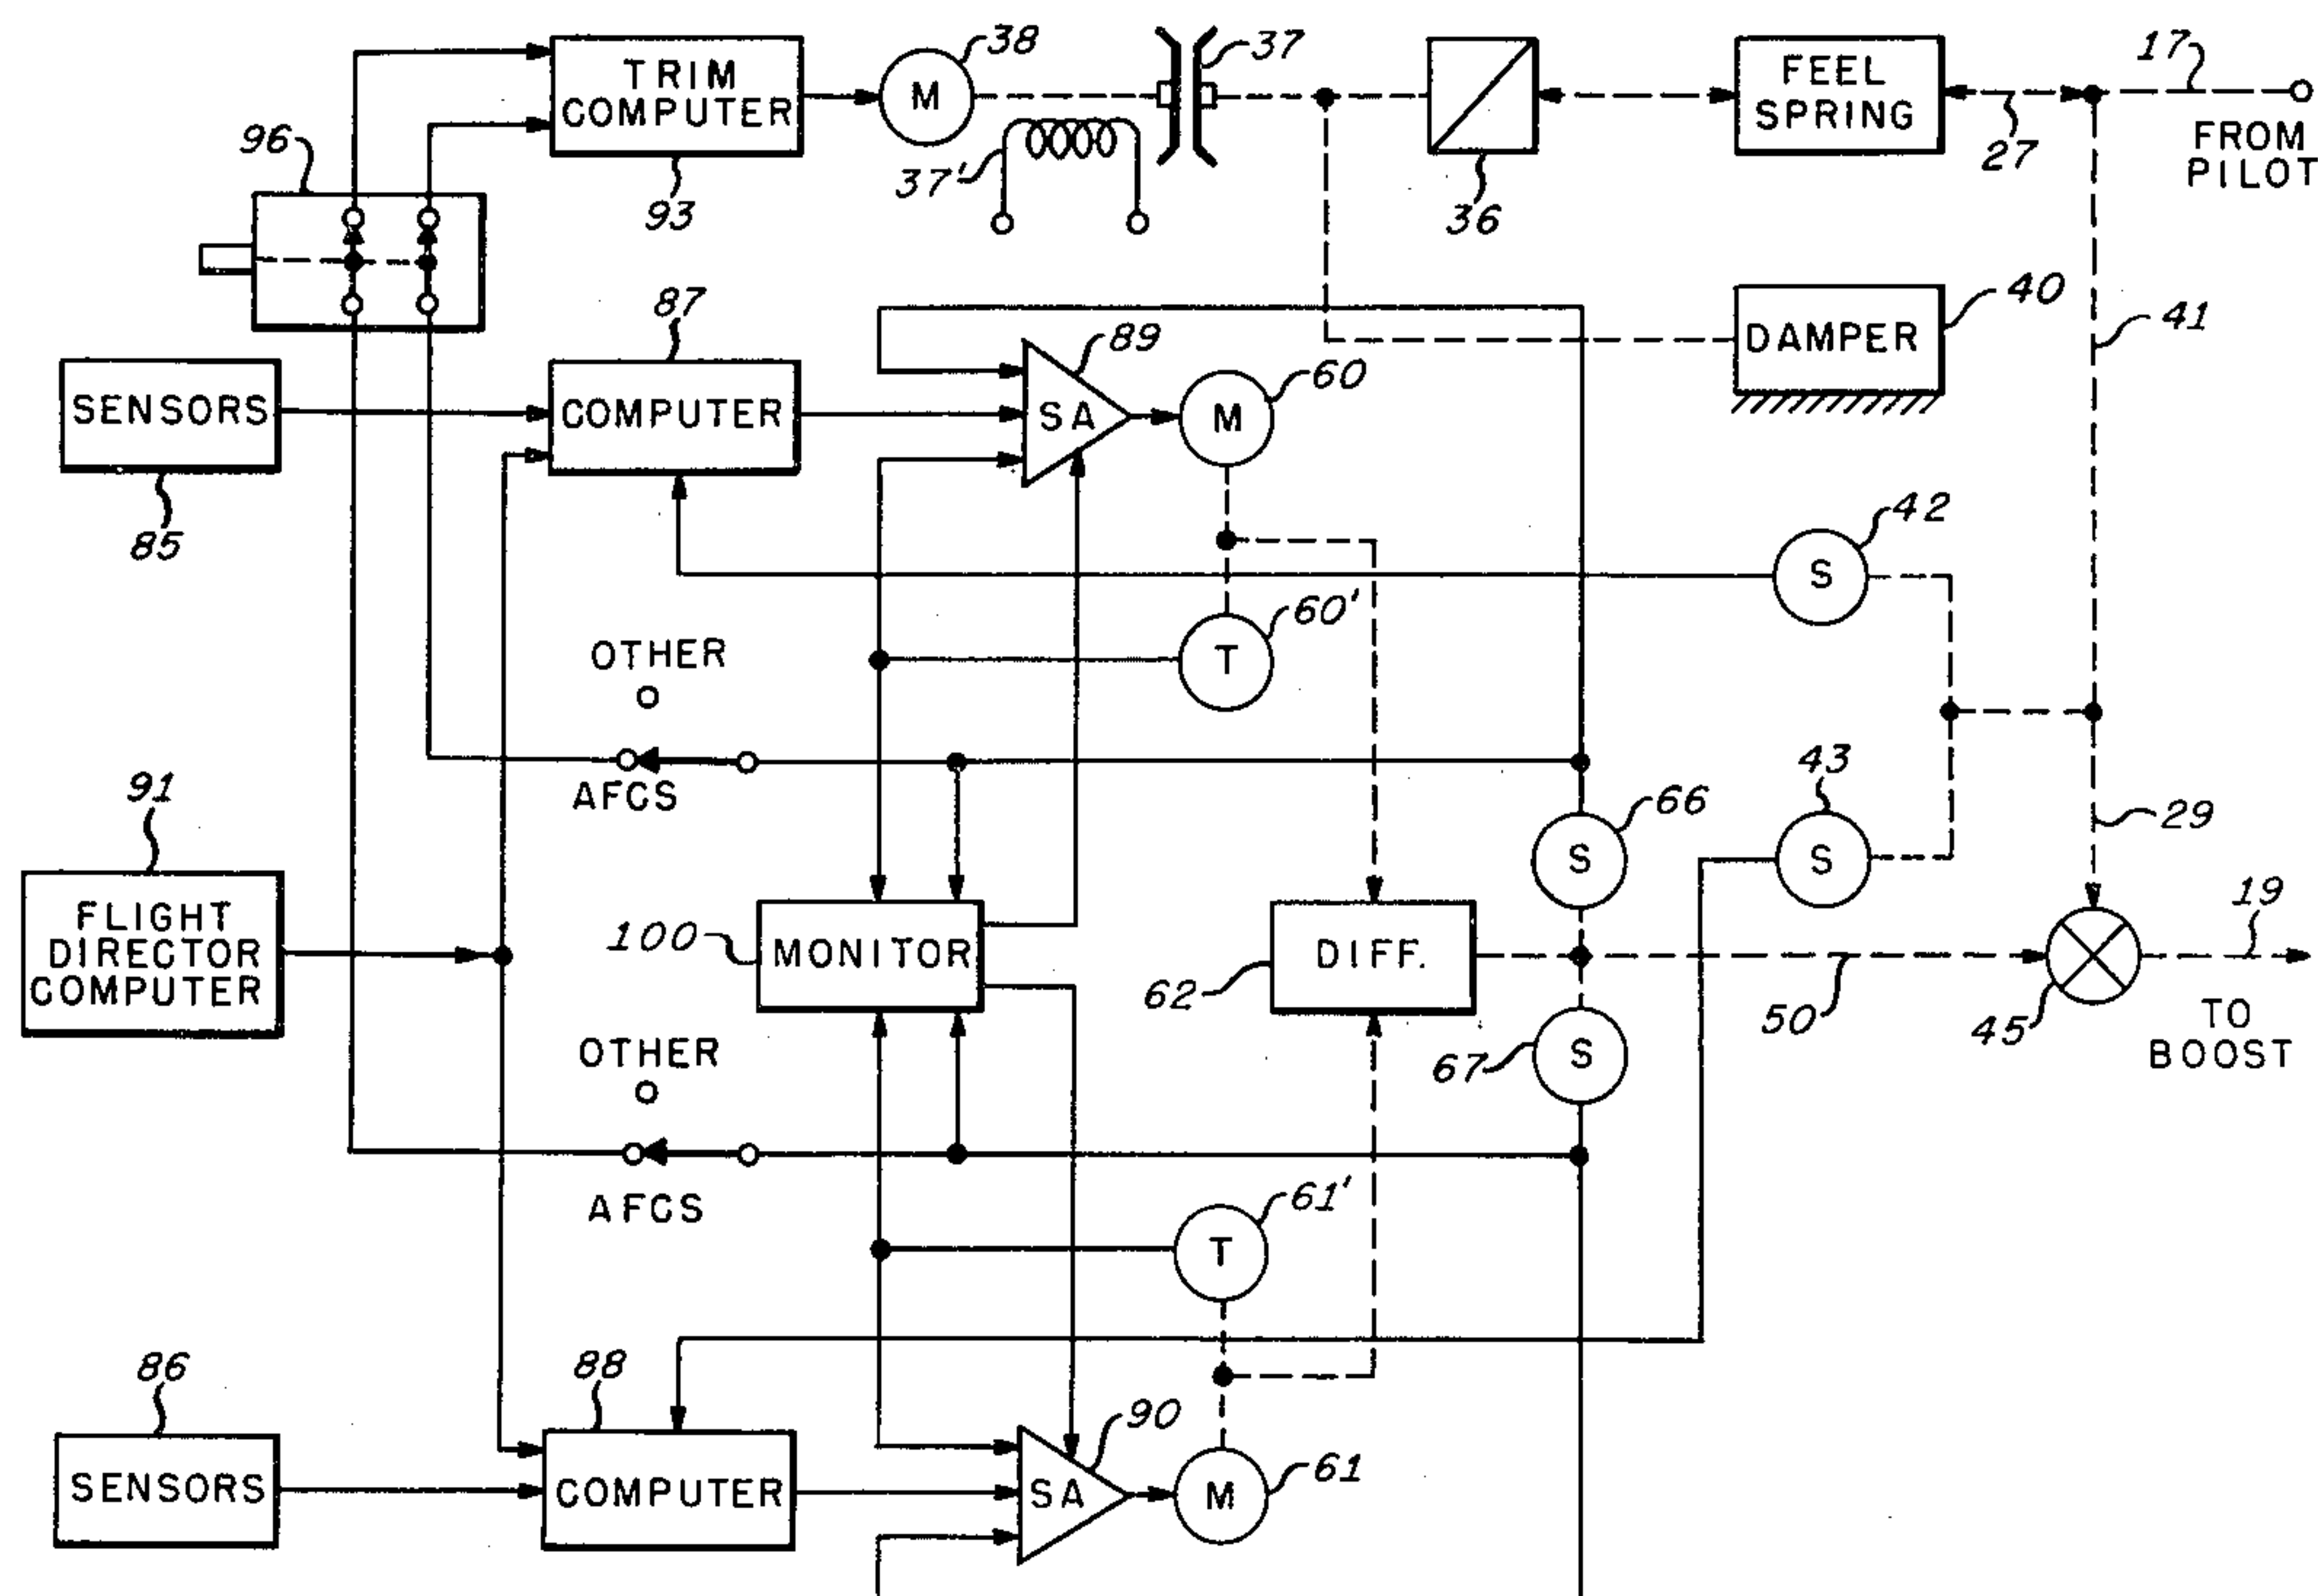 38
37
17
TRIM
COMPUTER
M
FEEL
SPRING
FROM
PILOT
96
37'
93
36
27
87
89
60
DAMPER
40
41
SENSORS
COMPUTER
SA
M
85
42
S
60'
T
OTHER
AFCS
91
43
S
66
S
29
FLIGHT
DIRECTOR
COMPUTER
100
MONITOR
DIFF.
62
19
50
45
TO
BOOST
OTHER
67
S
AFCS
61'
T
86
88
90
SENSORS
COMPUTER
SA
M
61